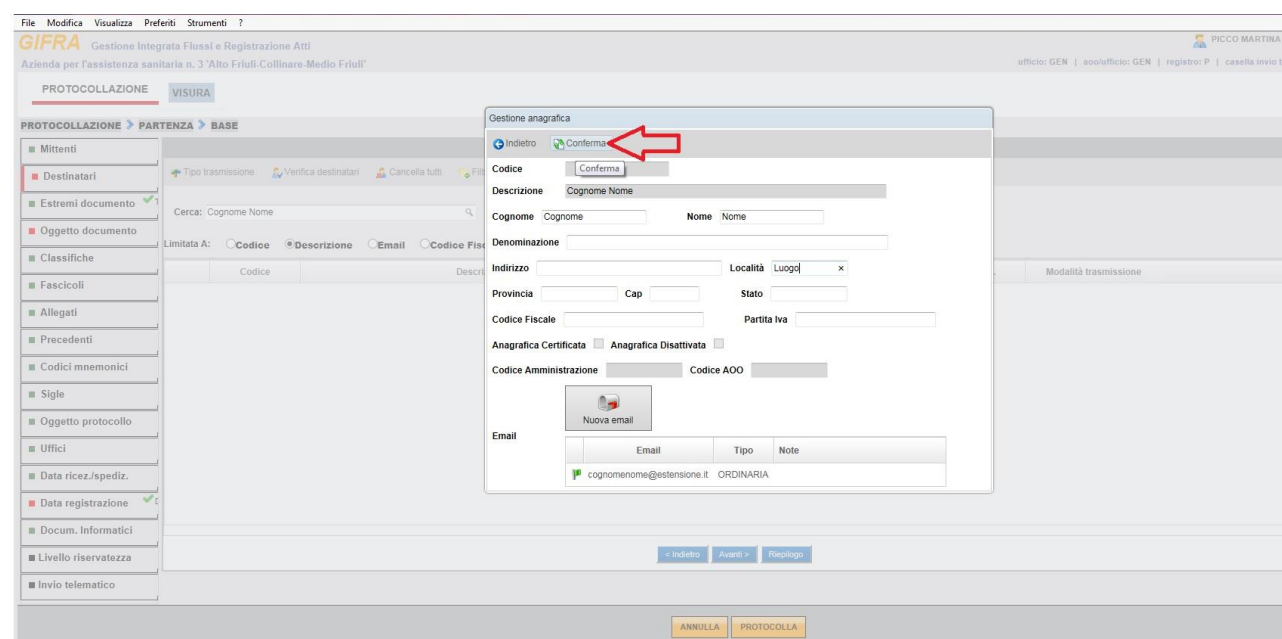 File Modifica Visualizza Preferiti Strumenti ?
GIFRA Gestione Integrata Flussi e Registrazione Atti
PICCO MARTINA
Azienda per l'assistenza sanitaria n. 3 'Alto Friuli-Collinare-Medio Friuli'
ufficio: GEN | aoo/ufficio: GEN | registro: P | casella invio t
PROTOCOLLAZIONE VISURA
PROTOCOLLAZIONE PARTENZA BASE
Mittenti
Destinatari
Estremi documento
Oggetto documento
Classifiche
Fascicoli
Allegati
Precedenti
Codici mnemonici
Sigle
Oggetto protocollo
Uffici
Data ricez./spediz.
Data registrazione
Docum. Informatici
Livello riservatezza
Invio telematico
Tipo trasmissione Verifica destinatari Cancella tutti Filt
Cerca: Cognome Nome
Limitata A: Codice Descrizione Email Codice Fisc
Codice Descri Modalità trasmissione
Gestione anagrafica
Indietro Conferma
Codice Conferma
Descrizione Cognome Nome
Cognome Cognome Nome Nome
Denominazione
Indirizzo Località Luogo ×
Provincia Cap Stato
Codice Fiscale Partita Iva
Anagrafica Certificata Anagrafica Disattivata
Codice Amministrazione Codice AOO
Nuova email
Email
Email Tipo Note
cognomenome@estensione.it ORDINARIA
< Indietro Avanti > Riepilogo
ANNULLA PROTOCOLLA